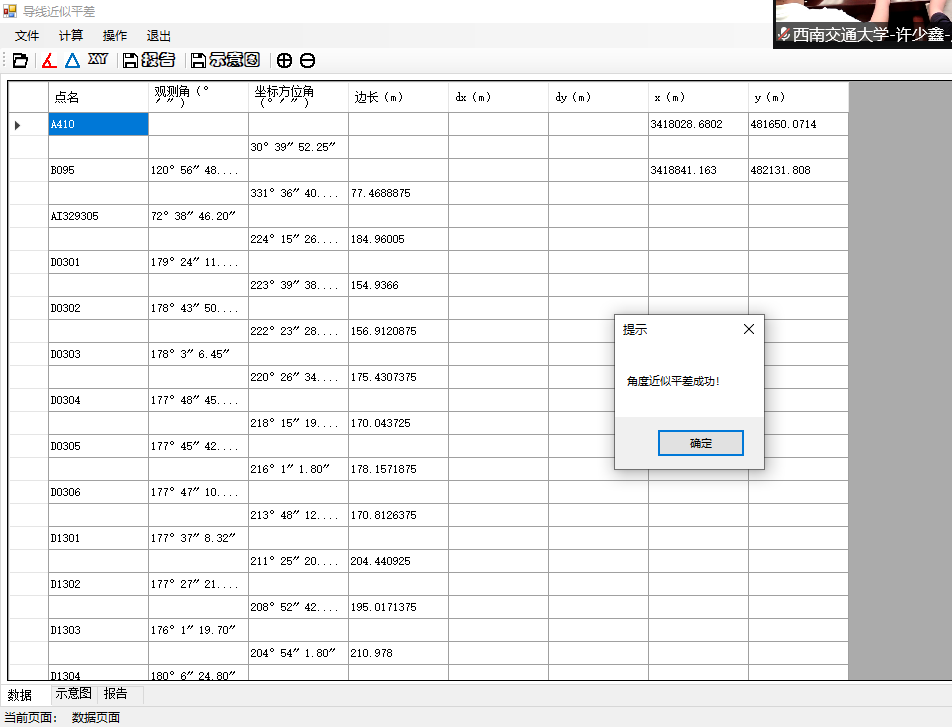 导线近似平差
西南交通大学-许少鑫-
文件 计算 操作 退出
XY 报告 示意图
点名 观测角（° ′″） 坐标方位角（°′″） 边长（m） dx（m） dy（m） x（m） y（m）
A410 3418028.6802 481650.0714
30° 39″ 52.25″
B095 120° 56″ 48.... 3418841.163 482131.808
331° 36″ 40.... 77.4688875
AI329305 72° 38″ 46.20″
224° 15″ 26.... 184.96005
D0301 179° 24″ 11....
223° 39″ 38.... 154.9366
D0302 178° 43″ 50....
222° 23″ 28.... 156.9120875
D0303 178° 3″ 6.45″
220° 26″ 34.... 175.4307375
D0304 177° 48″ 45....
218° 15″ 19.... 170.043725
D0305 177° 45″ 42....
216° 1″ 1.80″ 178.1571875
D0306 177° 47″ 10....
213° 48″ 12.... 170.8126375
D1301 177° 37″ 8.32″
211° 25″ 20.... 204.440925
D1302 177° 27″ 21....
208° 52″ 42.... 195.0171375
D1303 176° 1″ 19.70″
204° 54″ 1.80″ 210.978
D1304 180° 6″ 24.80″
提示
角度近似平差成功!
确定
数据 示意图 报告
当前页面： 数据页面